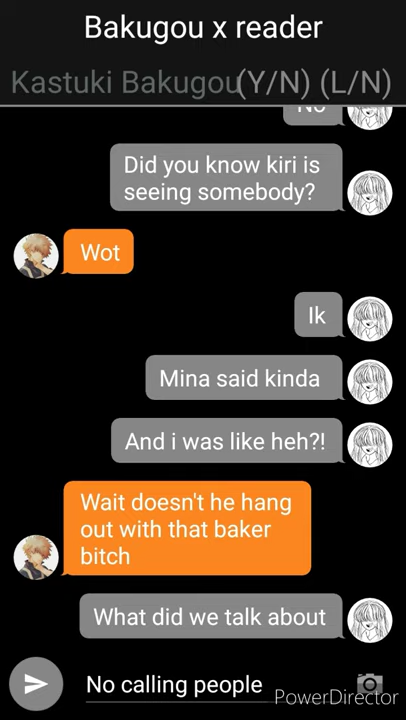 Bakugou x reader
Kastuki Bakugou(Y/N) (L/N)
No
Did you know kiri is
seeing somebody?
Wot
Ik
Mina said kinda
And i was like heh?!
Wait doesn't he hang
out with that baker
bitch
What did we talk about
No calling people
PowerDirector